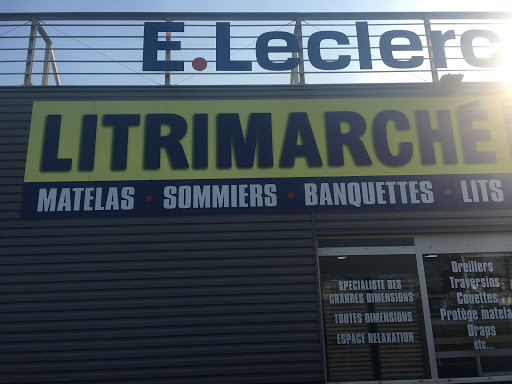 E.Leclerc
LITRIMARCHÉ
MATELAS • SOMMIERS • BANQUETTES • LITS
SPECIALISTE DES
GRANDES DIMENSIONS
TOUTES DIMENSIONS
ESPACE RELAXATION
Oreillers
Traversins
Couettes
Protège matela
Draps
etc...